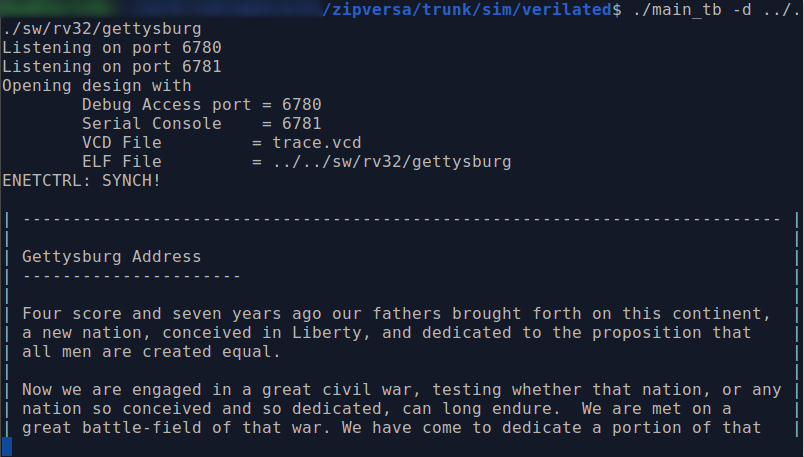 /zipversa/trunk/sim/verilated$ ./main_tb -d ../.
./sw/rv32/gettysburg
Listening on port 6780
Listening on port 6781
Opening design with
        Debug Access port = 6780
        Serial Console    = 6781
        VCD File         = trace.vcd
        ELF File         = ../../sw/rv32/gettysburg
ENETCTRL: SYNCH!
| ---------------------------------------------------------------------------- |
|                                                                              |
| Gettysburg Address                                                           |
| ----------------------                                                       |
|                                                                              |
| Four score and seven years ago our fathers brought forth on this continent,  |
| a new nation, conceived in Liberty, and dedicated to the proposition that    |
| all men are created equal.                                                   |
|                                                                              |
| Now we are engaged in a great civil war, testing whether that nation, or any |
| nation so conceived and so dedicated, can long endure.  We are met on a      |
| great battle-field of that war. We have come to dedicate a portion of that   |